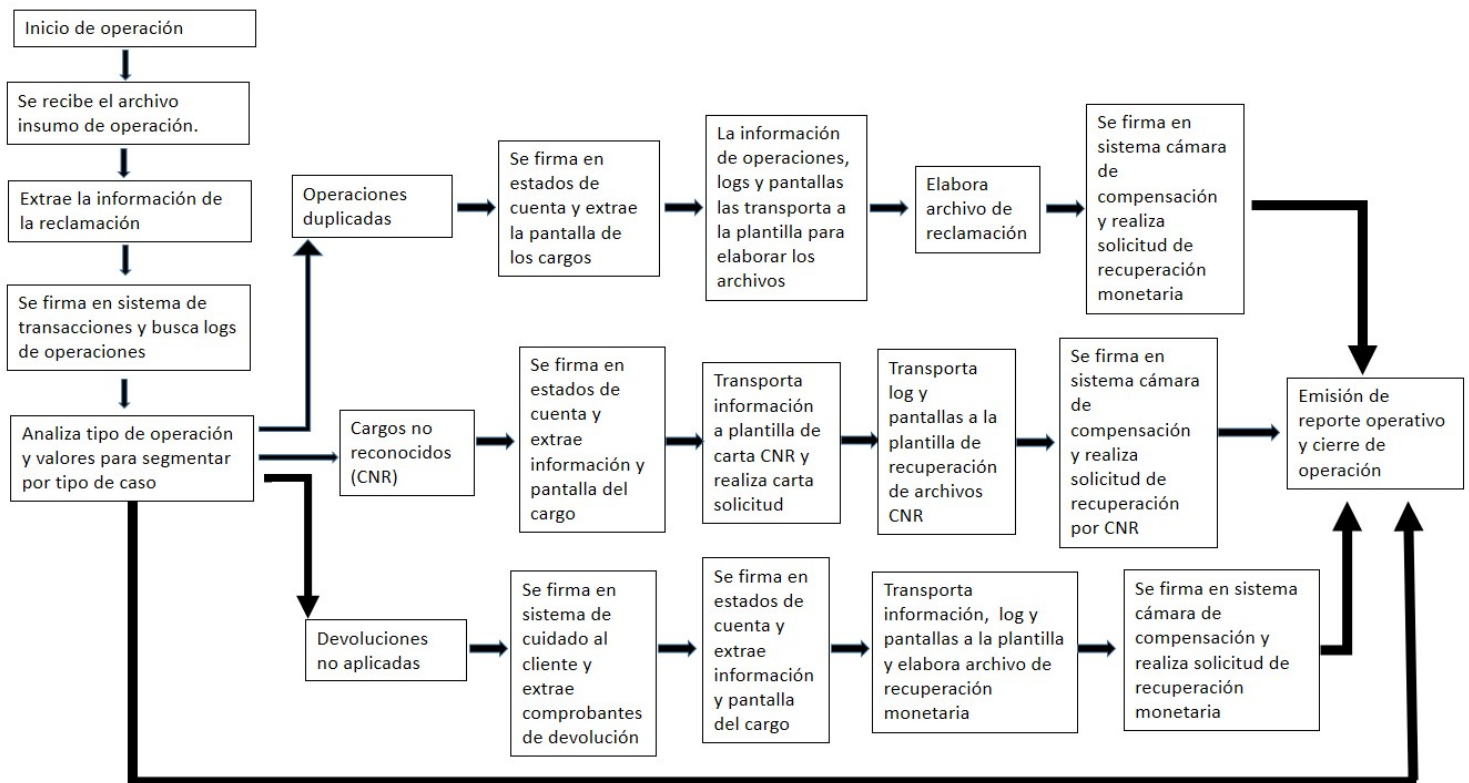 Inicio de operación
Se recibe el archivo
insumo de operación.
Extrae la información de
la reclamación
Se firma en sistema de
transacciones y busca logs
de operaciones
Analiza tipo de operación
y valores para segmentar
por tipo de caso
Operaciones
duplicadas
Se firma en
estados de
cuenta y extrae
la pantalla de
los cargos
La información
de operaciones,
logs y pantallas
las transporta a
la plantilla para
elaborar los
archivos
Elabora
archivo de
reclamación
Se firma en
sistema cámara
de
compensación
y realiza
solicitud de
recuperación
monetaria
Cargos no
reconocidos
(CNR)
Se firma en
estados de
cuenta y
extrae
información y
pantalla del
cargo
Transporta
información
a plantilla de
carta CNR y
realiza carta
solicitud
Transporta
log y
pantallas a la
plantilla de
recuperación
de archivos
CNR
Se firma en
sistema cámara
de
compensación
y realiza
solicitud de
recuperación
por CNR
Devoluciones
no aplicadas
Se firma en
sistema de
cuidado al
cliente y
extrae
comprobantes
de devolución
Se firma en
estados de
cuenta y
extrae
información
y pantalla
del cargo
Transporta
información, log y
pantallas a la plantilla
y elabora archivo de
recuperación
monetaria
Se firma en sistema
cámara de
compensación y
realiza solicitud de
recuperación
monetaria
Emisión de
reporte operativo
y cierre de
operación